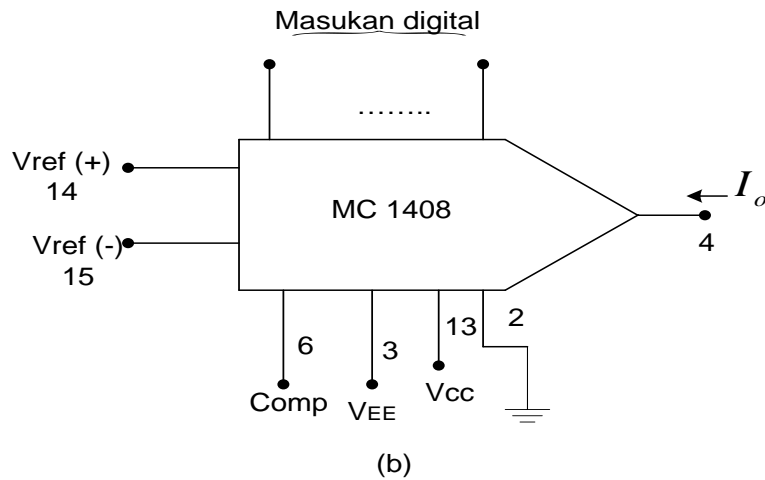 Masukan digital
........
Vref (+)
14
MC 1408
I_o
4
Vref (-)
15
6
3
13
2
Comp
VEE
Vcc
(b)